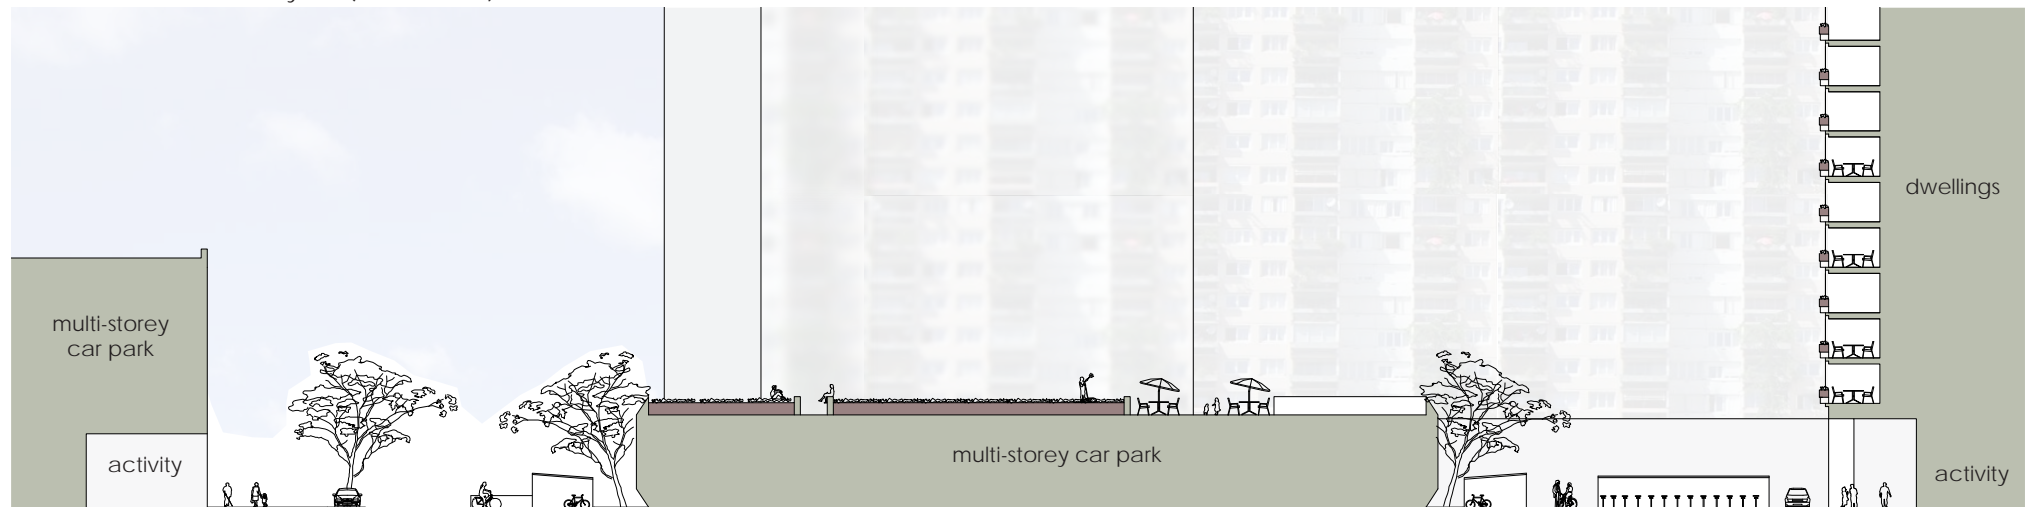 dwellings
multi-storey
car park
multi-storey car park
activity
activity